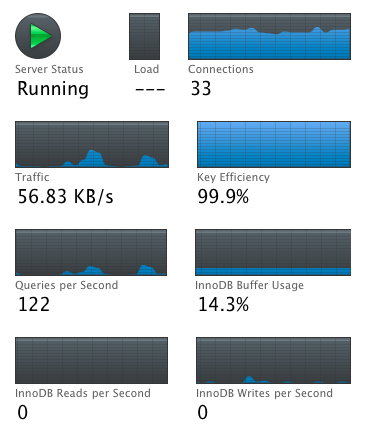 Server Status
Running
Load
---
Connections
33
Traffic
56.83 KB/s
Key Efficiency
99.9%
Queries per Second
122
InnoDB Buffer Usage
14.3%
InnoDB Reads per Second
0
InnoDB Writes per Second
0